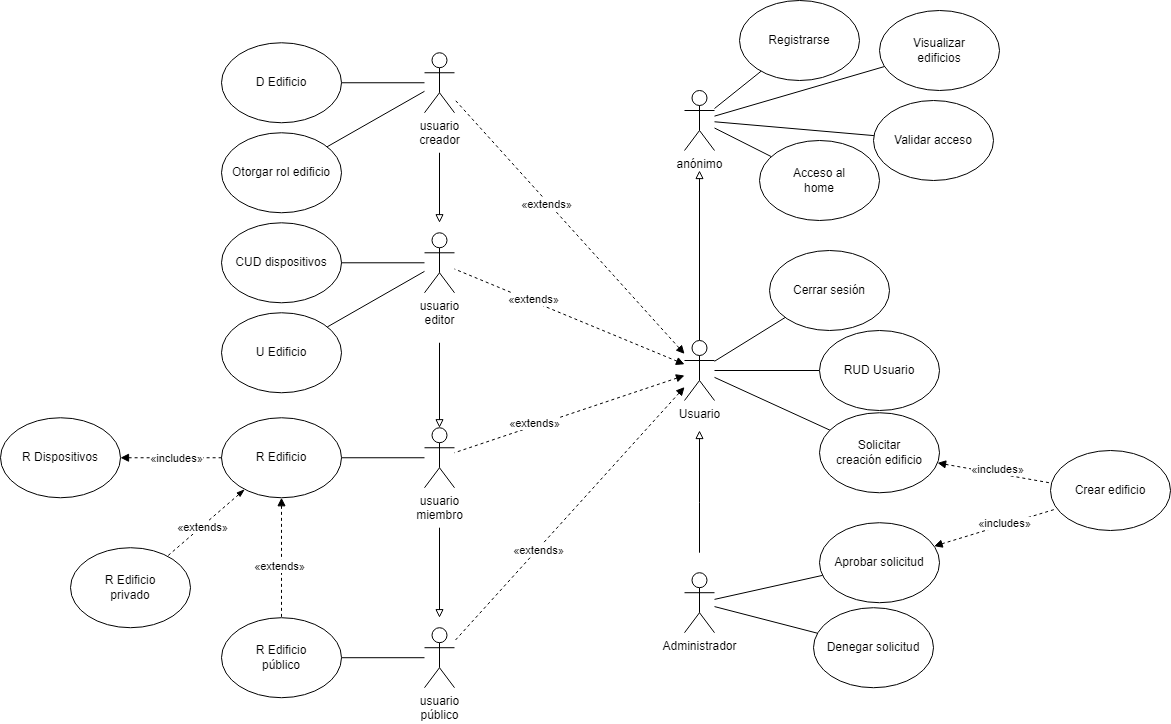 Registrarse
Visualizar
edificios
D Edificio
usuario
creador
anónimo
Validar acceso
Otorgar rol edificio
Acceso al
home
«extends»
CUD dispositivos
usuario
editor
«extends»
Cerrar sesión
U Edificio
RUD Usuario
Usuario
«extends»
Solicitar
creación edificio
R Dispositivos
«includes»
R Edificio
usuario
miembro
«includes»
Crear edificio
«extends»
«includes»
«extends»
«extends»
Aprobar solicitud
R Edificio
privado
Administrador
Denegar solicitud
R Edificio
público
usuario
público